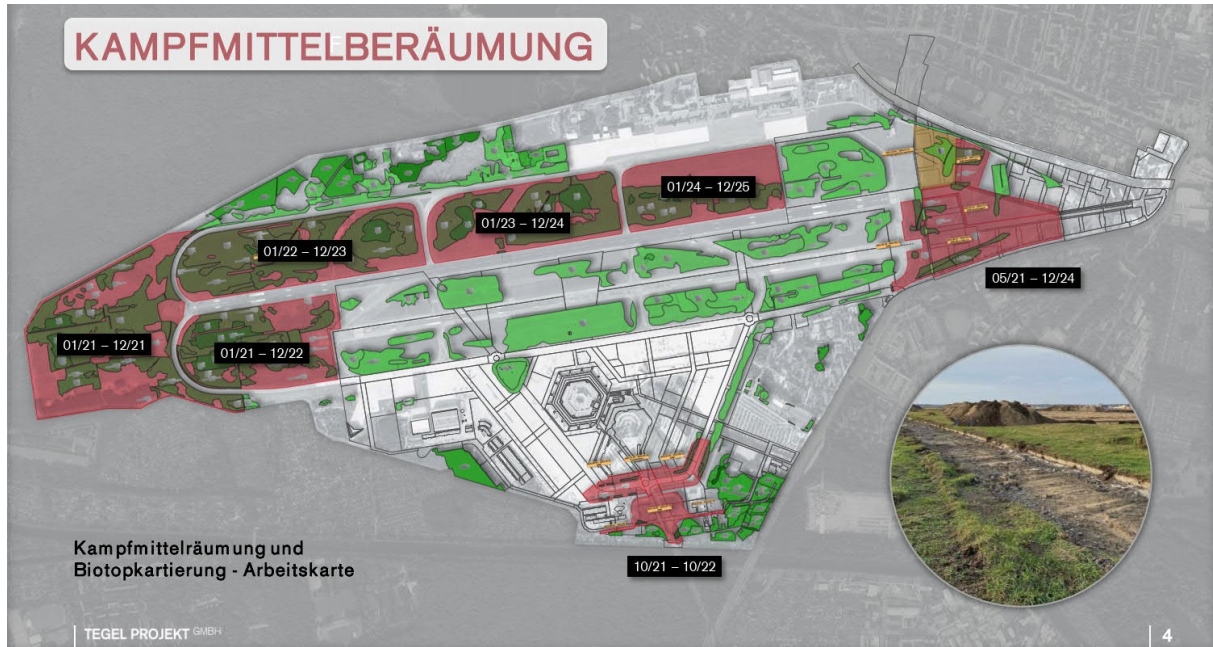 KAMPFMITTELBERÄUMUNG
01/24 – 12/25
01/23 – 12/24
01/22 – 12/23
05/21 – 12/24
01/21 – 12/21
01/21 – 12/22
Kampfmittelräumung und
Biotopkartierung - Arbeitskarte
10/21 – 10/22
TEGEL PROJEKT GMBH
4